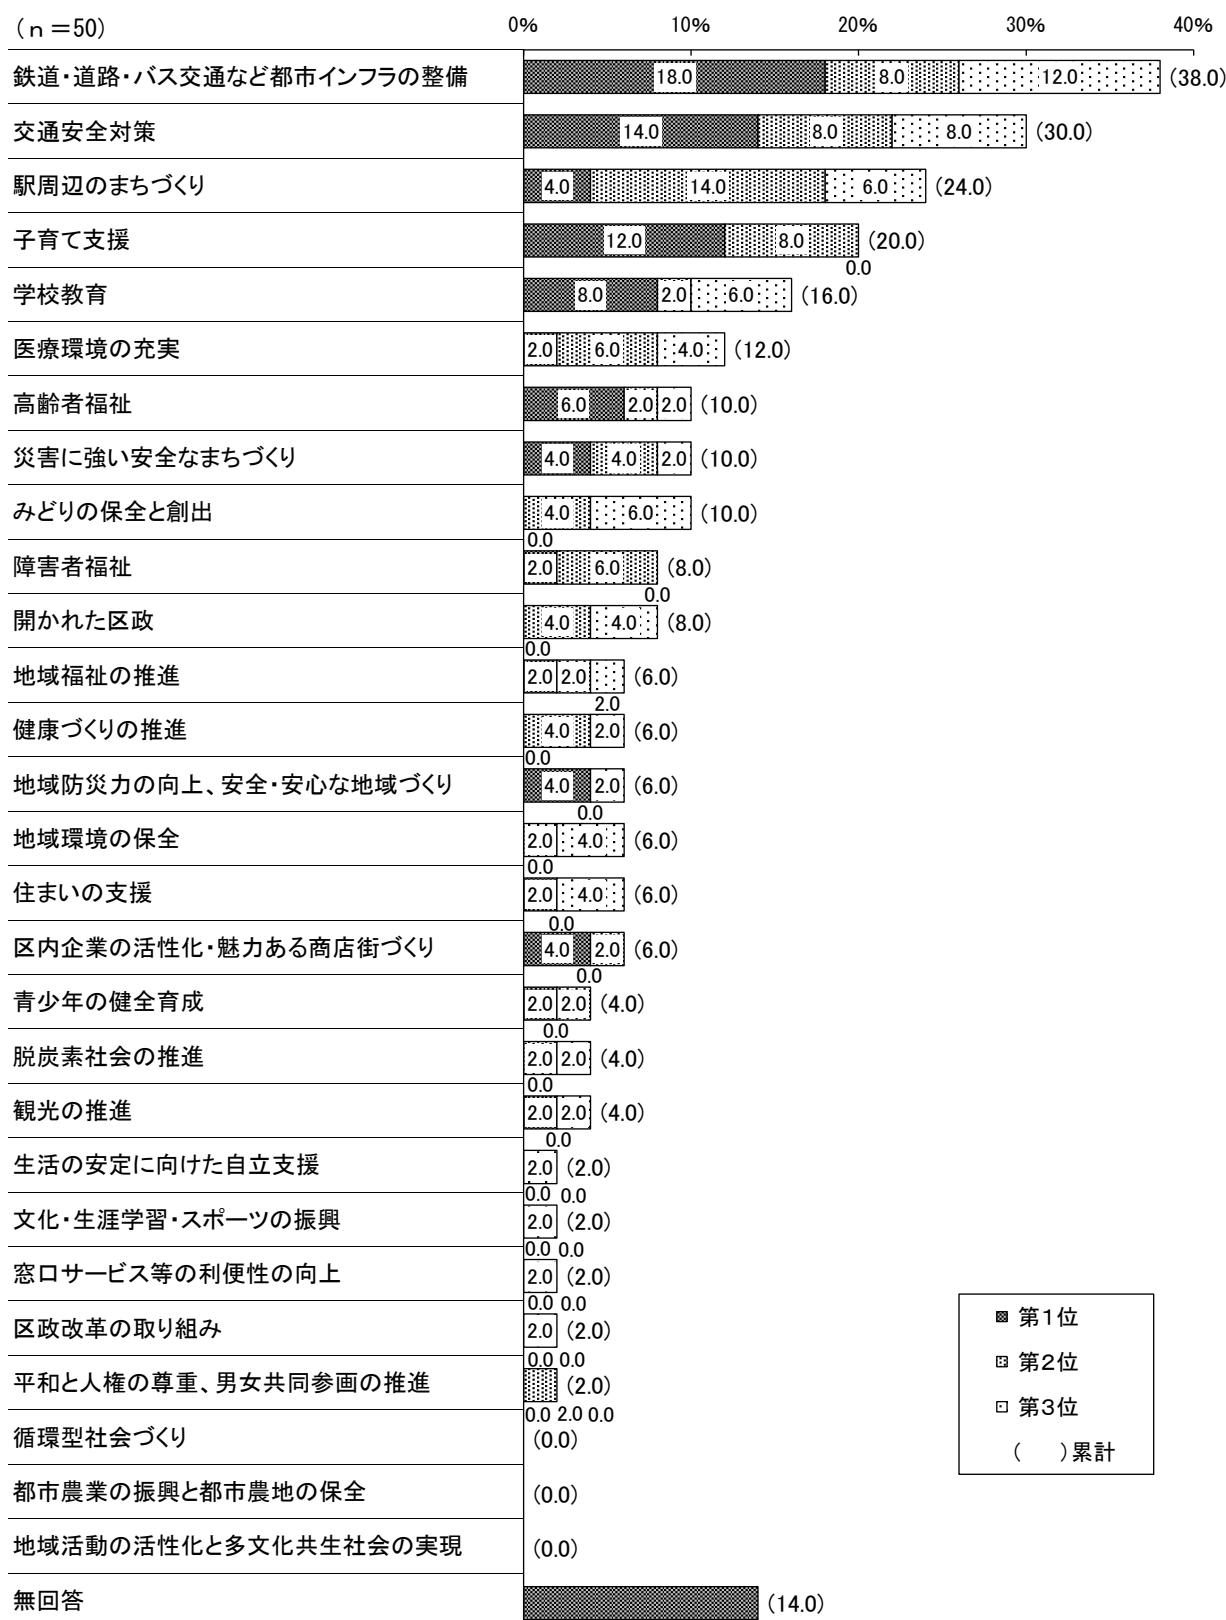 （ｎ＝50）
0% 10% 20% 30% 40%
鉄道・道路・バス交通など都市インフラの整備 18.0 8.0 12.0 (38.0)
交通安全対策 14.0 8.0 8.0 (30.0)
駅周辺のまちづくり 4.0 14.0 6.0 (24.0)
子育て支援 12.0 8.0 (20.0)
0.0
学校教育 8.0 2.0 6.0 (16.0)
医療環境の充実 2.0 6.0 4.0 (12.0)
高齢者福祉 6.0 2.0 2.0 (10.0)
災害に強い安全なまちづくり 4.0 4.0 2.0 (10.0)
みどりの保全と創出 4.0 6.0 (10.0)
0.0
障害者福祉 2.0 6.0 (8.0)
0.0
開かれた区政 4.0 4.0 (8.0)
0.0
地域福祉の推進 2.0 2.0 (6.0)
2.0
健康づくりの推進 4.0 2.0 (6.0)
0.0
地域防災力の向上、安全・安心な地域づくり 4.0 2.0 (6.0)
0.0
地域環境の保全 2.0 4.0 (6.0)
0.0
住まいの支援 2.0 4.0 (6.0)
0.0
区内企業の活性化・魅力ある商店街づくり 4.0 2.0 (6.0)
0.0
青少年の健全育成 2.0 2.0 (4.0)
0.0
脱炭素社会の推進 2.0 2.0 (4.0)
0.0
観光の推進 2.0 2.0 (4.0)
0.0
生活の安定に向けた自立支援 2.0 (2.0)
0.0 0.0
文化・生涯学習・スポーツの振興 2.0 (2.0)
0.0 0.0
窓口サービス等の利便性の向上 2.0 (2.0)
0.0 0.0
区政改革の取り組み 2.0 (2.0)
0.0 0.0
平和と人権の尊重、男女共同参画の推進 (2.0)
0.0 2.0 0.0
循環型社会づくり (0.0)
都市農業の振興と都市農地の保全 (0.0)
地域活動の活性化と多文化共生社会の実現 (0.0)
無回答 (14.0)
第１位
第２位
第３位
（　）累計